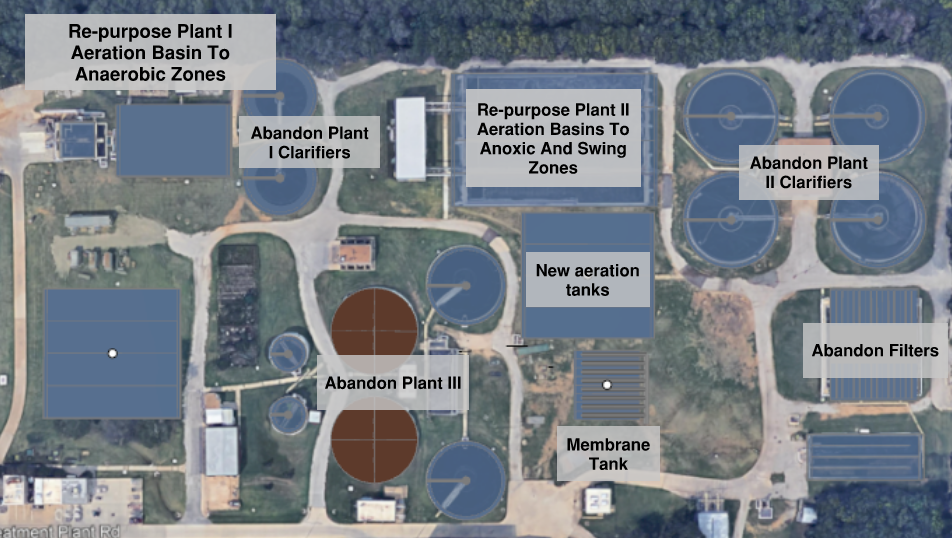 Re-purpose Plant I
Aeration Basin To
Anaerobic Zones
Abandon Plant
I Clarifiers
Re-purpose Plant II
Aeration Basins To
Anoxic And Swing
Zones
Abandon Plant
II Clarifiers
New aeration
tanks
Abandon Filters
Abandon Plant III
Membrane
Tank
eatment Plant Rd